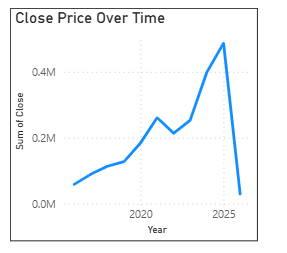 Close Price Over Time
0.4M
Sum of Close
0.2M
0.0M
2020 2025
Year